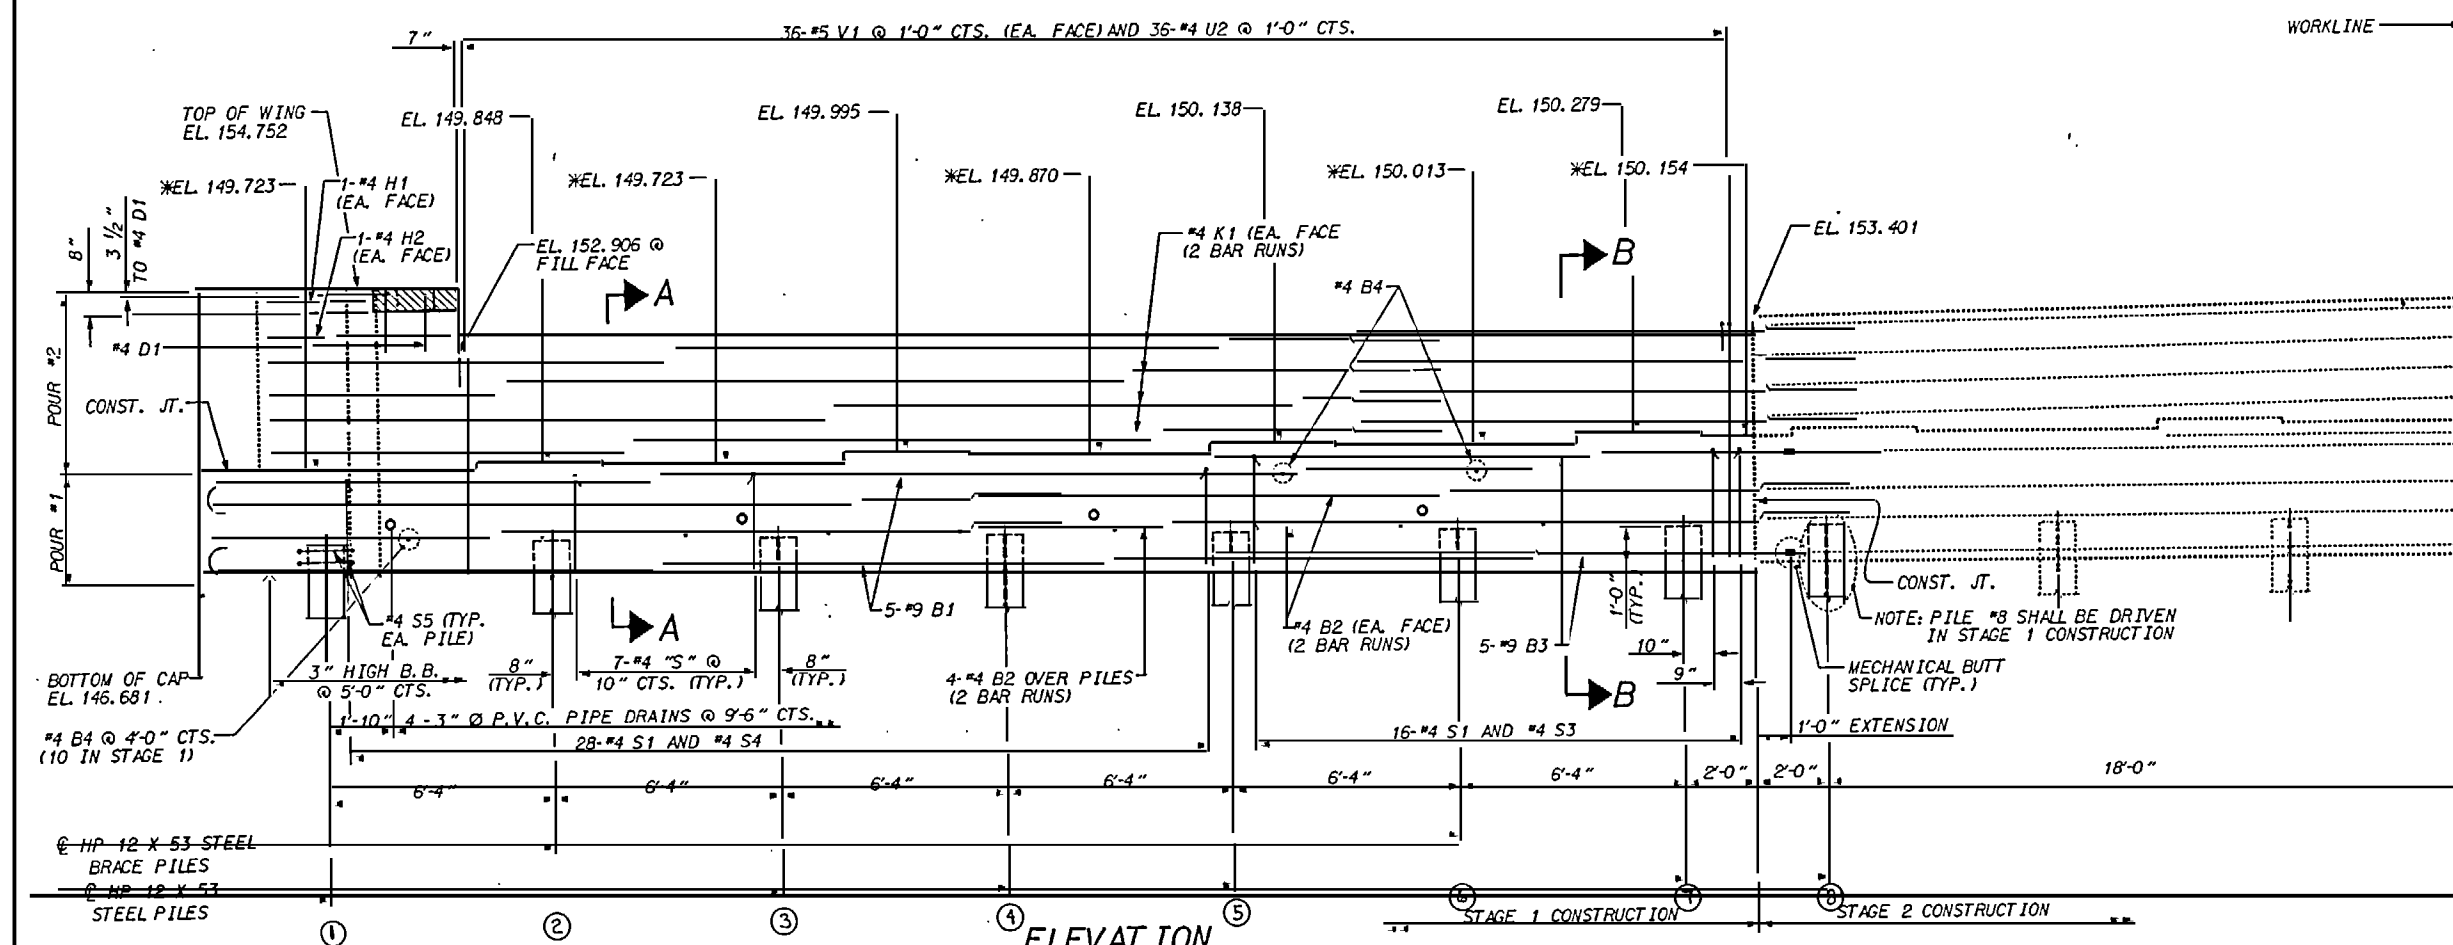 36-#5 V1 @ 1'-0" CTS. (EA. FACE) AND 36-#4 U2 @ 1'-0" CTS.
WORKLINE
7"
TOP OF WING
EL. 154.752
EL. 149.848
EL. 149.995
EL. 150.138
EL. 150.279
*EL. 149.723
1-#4 H1
(EA. FACE)
*EL. 149.723
*EL. 149.870
*EL. 150.013
*EL. 150.154
8"
3 1/2"
TO #4 D1
1-#4 H2
(EA. FACE)
EL. 152.906 @
FILL FACE
#4 K1 (EA. FACE
(2 BAR RUNS)
B
EL. 153.401
A
#4 B4
#4 D1
POUR #2
CONST. JT.
POUR #1
#4 S5 (TYP.
EA. PILE)
A
5-#9 B1
#4 B2 (EA. FACE)
(2 BAR RUNS)
5-#9 B3
1'-0"
(TYP.)
CONST. JT.
NOTE: PILE #8 SHALL BE DRIVEN
IN STAGE 1 CONSTRUCTION
MECHANICAL BUTT
SPLICE (TYP.)
BOTTOM OF CAP
EL. 146.681
3" HIGH B.B.
@ 5'-0" CTS.
8"
(TYP.)
7-#4 "S" @
10" CTS. (TYP.)
8"
(TYP.)
4-#4 B2 OVER PILES
(2 BAR RUNS)
10"
9"
B
#4 B4 @ 4'-0" CTS.
(10 IN STAGE 1)
1'-10"
4 - 3" Ø P.V.C. PIPE DRAINS @ 9'-6" CTS.
28-#4 S1 AND #4 S4
16-#4 S1 AND #4 S3
1'-0" EXTENSION
6'-4"
6'-4"
6'-4"
6'-4"
6'-4"
6'-4"
2'-0"
2'-0"
18'-0"
℄ HP 12 X 53 STEEL
BRACE PILES
℄ HP 12 X 53
STEEL PILES
1
2
3
4
5
6
7
8
STAGE 1 CONSTRUCTION
STAGE 2 CONSTRUCTION
ELEVATION